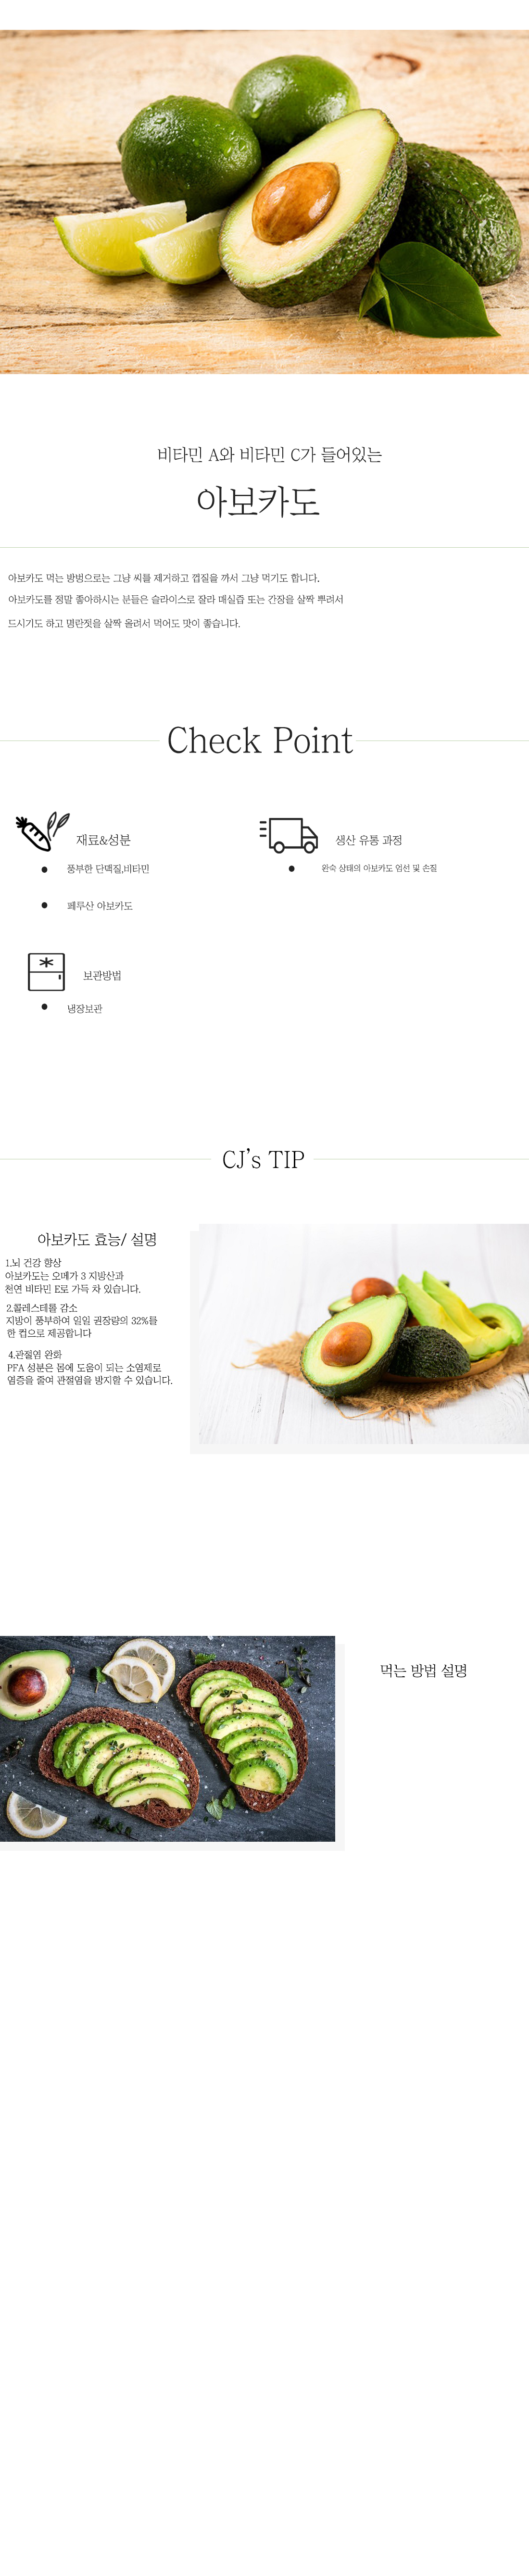 비타민 A와 비타민 C가 들어있는
아보카도
아보카도 먹는 방벙으로는 그냥 씨를 제거하고 껍질을 까서 그냥 먹기도 합니다.
아보카도를 정말 좋아하시는 분들은 슬라이스로 잘라 매실즙 또는 간장을 살짝 뿌려서
드시기도 하고 명란젓을 살짝 올려서 먹어도 맛이 좋습니다.
Check Point
재료&성분
풍부한 단백질,비타민
페루산 아보카도
생산 유통 과정
완숙 상태의 아보카도 엄선 및 손질
보관방법
냉장보관
CJ's TIP
아보카도 효능/ 설명
1.뇌 건강 향상
아보카도는 오메가 3 지방산과
천연 비타민 E로 가득 차 있습니다.
2.콜레스테롤 감소
지방이 풍부하여 일일 권장량의 32%를
한 컵으로 제공합니다
4.관절염 완화
PFA 성분은 몸에 도움이 되는 소염제로
염증을 줄여 관절염을 방지할 수 있습니다.
먹는 방법 설명